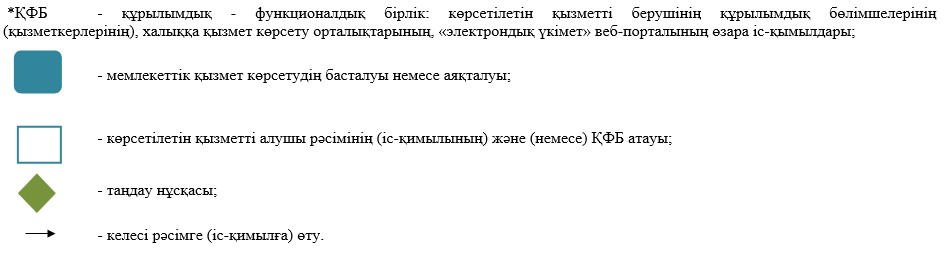 *ҚФБ - құрылымдық - функционалдық бірлік: көрсетілетін қызметті берушінің құрылымдық бөлімшелерінің
(қызметкерлерінің), халыққа қызмет көрсету орталықтарының, «электрондық үкімет» веб-порталының өзара іс-қымылдары;
- мемлекеттік қызмет көрсетудің басталуы немесе аяқталуы;
- көрсетілетін қызметті алушы рәсімінің (іс-қимылының) және (немесе) ҚФБ атауы;
- таңдау нұсқасы;
- келесі рәсімге (іс-қимылға) өту.